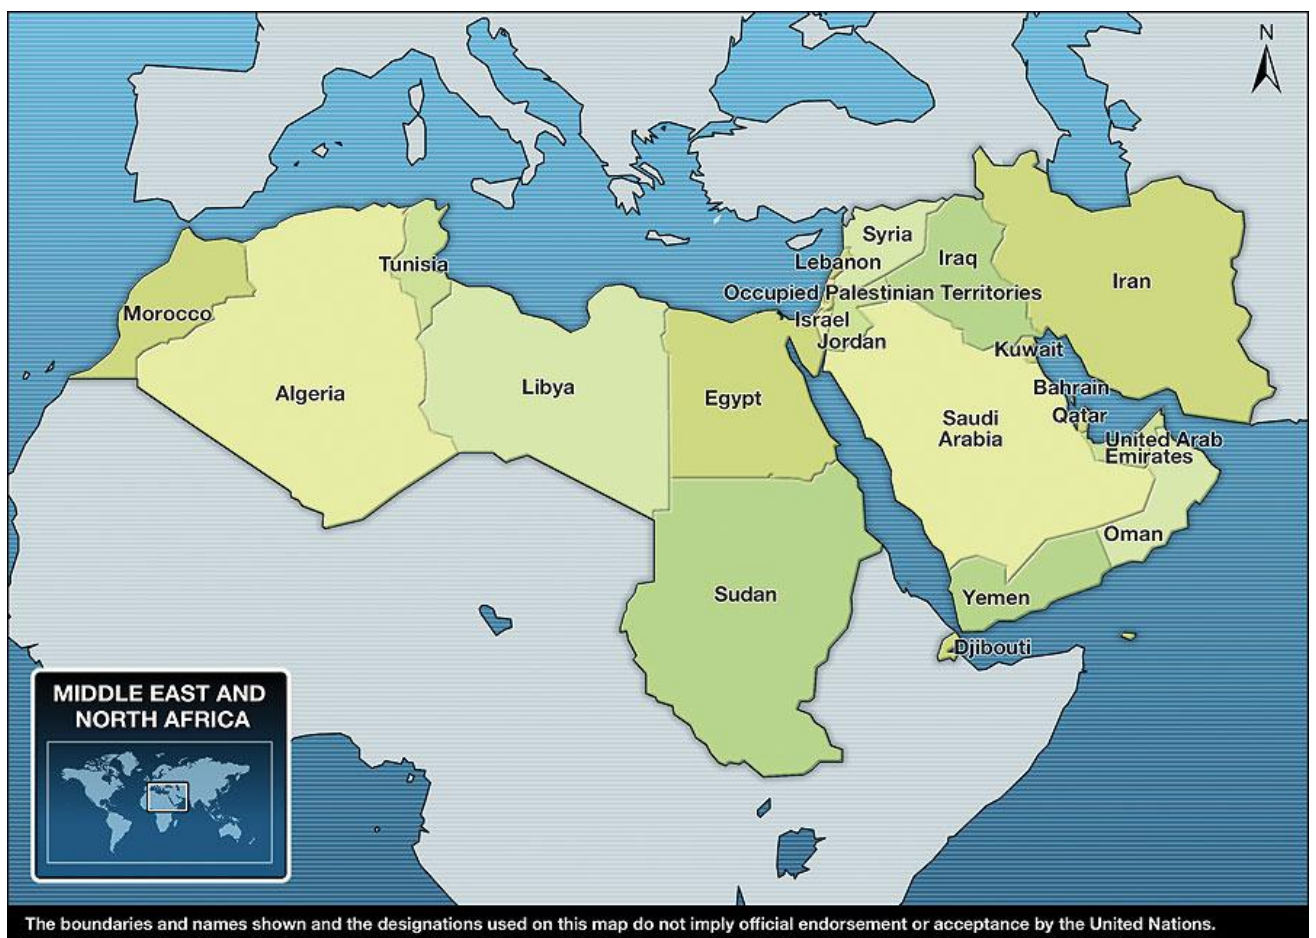 N
Syria
Lebanon
Iraq
Iran
Tunisia
Occupied Palestinian Territories
Morocco
Israel
Jordan
Kuwait
Algeria
Libya
Egypt
Bahrain
Qatar
Saudi
Arabia
United Arab
Emirates
Oman
Sudan
Yemen
Djibouti
MIDDLE EAST AND
NORTH AFRICA
The boundaries and names shown and the designations used on this map do not imply official endorsement or acceptance by the United Nations.